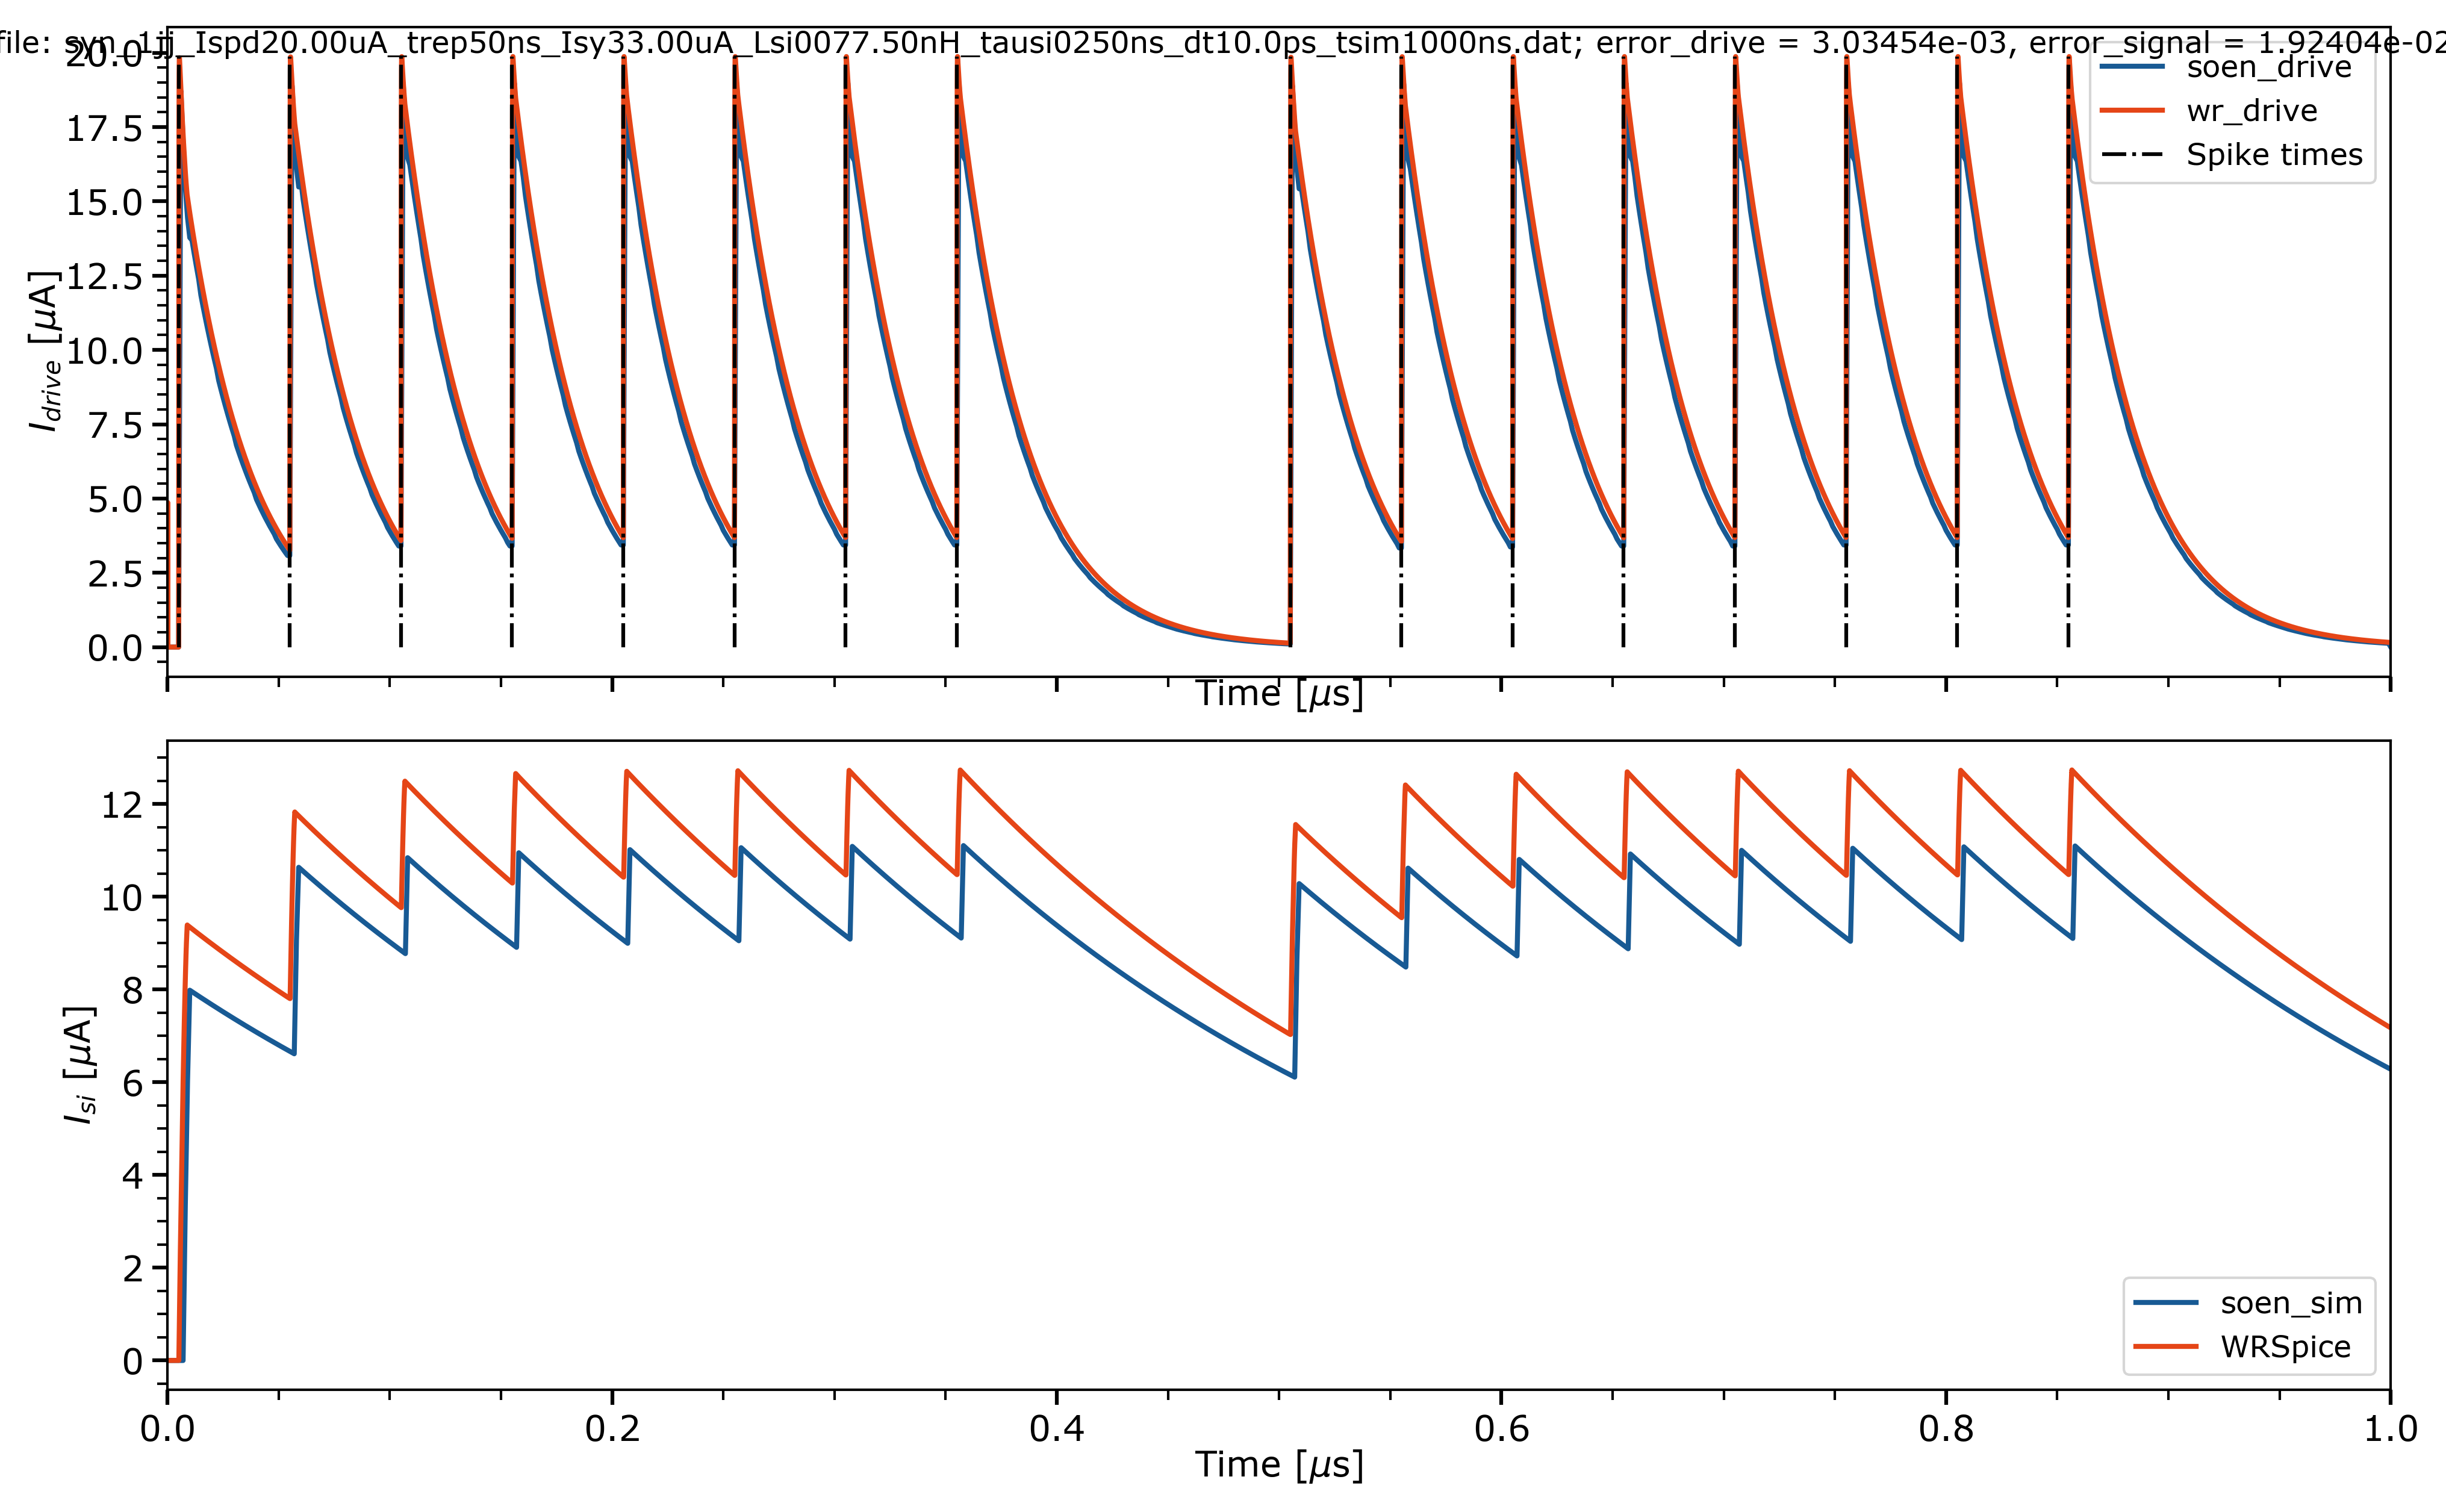 file: syn_1jj_Ispd20.00uA_trep50ns_Isy33.00uA_Lsi0077.50nH_tausi0250ns_dt10.0ps_tsim1000ns.dat; error_drive = 3.03454e-03, error_signal = 1.92404e-02
20.0
17.5
15.0
12.5
10.0
7.5
5.0
2.5
0.0
I_drive [μA]
soen_drive
wr_drive
Spike times
Time [μs]
12
10
8
6
4
2
0
I_si [μA]
soen_sim
WRSpice
0.0 0.2 0.4 0.6 0.8 1.0
Time [μs]